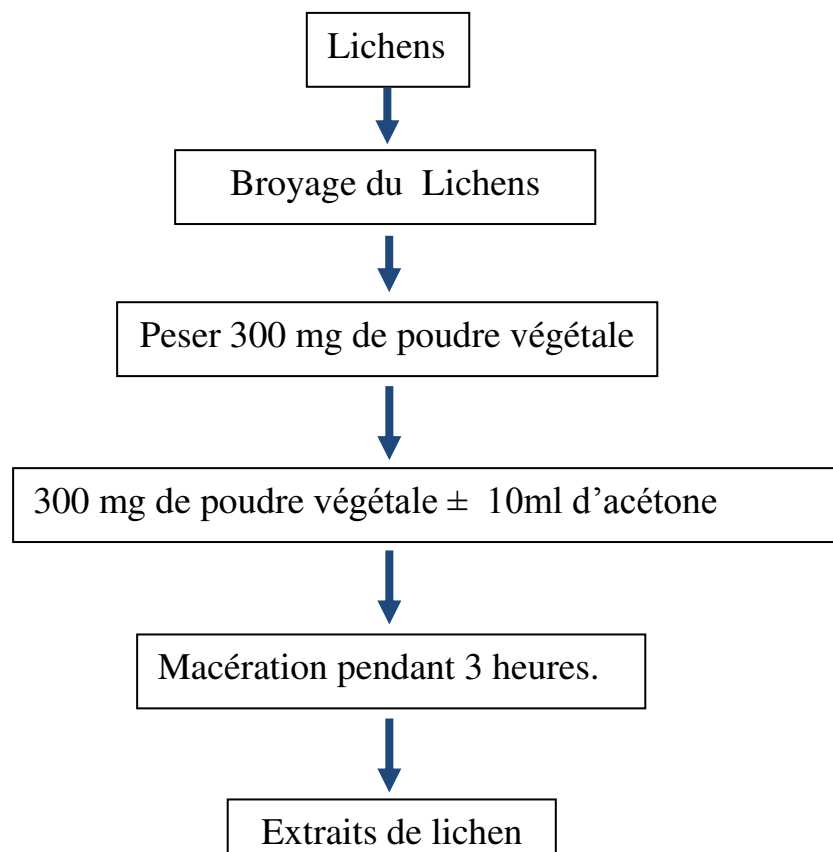 Lichens
Broyage du Lichens
Peser 300 mg de poudre végétale
300 mg de poudre végétale ± 10ml d’acétone
Macération pendant 3 heures.
Extraits de lichen